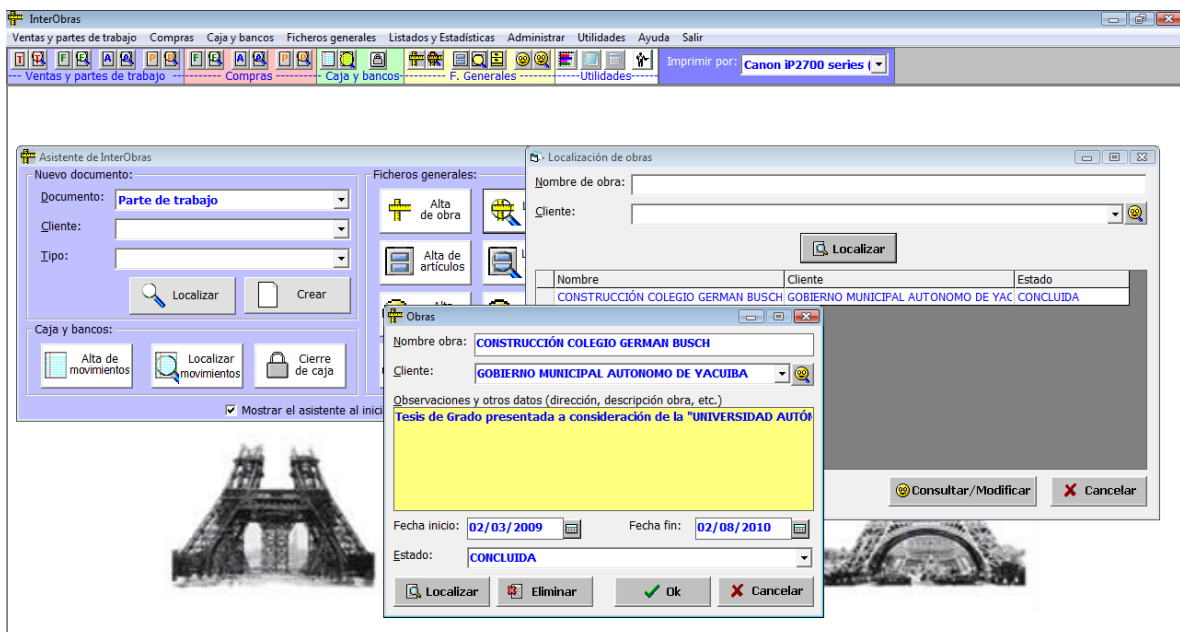 InterObras
Ventas y partes de trabajo Compras Caja y bancos Ficheros generales Listados y Estadísticas Administrar Utilidades Ayuda Salir
T F F A A P P F F A A P P
--- Ventas y partes de trabajo --- Compras --- Caja y bancos --- F. Generales --- Utilidades ---
Imprimir por: Canon iP2700 series (
Asistente de InterObras
Nuevo documento:
Documento: Parte de trabajo
Cliente:
Tipo:
Localizar Crear
Caja y bancos:
Alta de movimientos
Localizar movimientos
Cierre de caja
Mostrar el asistente al inici
Ficheros generales:
Alta de obra
Alta de artículos
Localización de obras
Nombre de obra:
Cliente:
Localizar
Nombre Cliente Estado
CONSTRUCCIÓN COLEGIO GERMAN BUSCH GOBIERNO MUNICIPAL AUTONOMO DE YAC CONCLUIDA
Consultar/Modificar Cancelar
Obras
Nombre obra: CONSTRUCCIÓN COLEGIO GERMAN BUSCH
Cliente: GOBIERNO MUNICIPAL AUTONOMO DE YACUIBA
Observaciones y otros datos (dirección, descripción obra, etc.)
Tesis de Grado presentada a consideración de la "UNIVERSIDAD AUTÓN
Fecha inicio: 02/03/2009 Fecha fin: 02/08/2010
Estado: CONCLUIDA
Localizar Eliminar Ok Cancelar